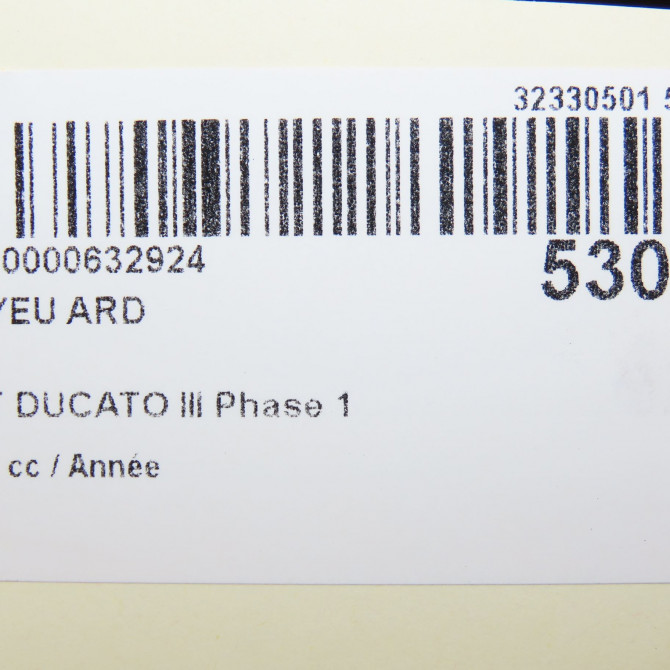 32330501 5
0000632924
530
YEU ARD
T DUCATO III Phase 1
cc / Année